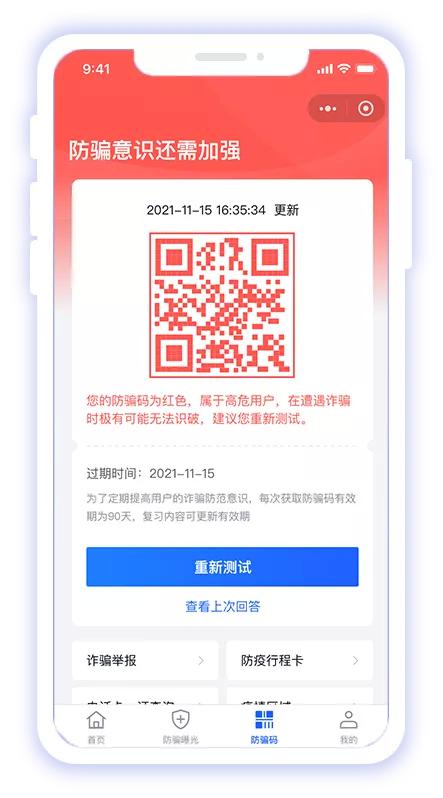 9:41
防骗意识还需加强
2021-11-15 16:35:34 更新
您的防骗码为红色，属于高危用户，在遭遇诈骗
时极有可能无法识破，建议您重新测试。
过期时间：2021-11-15
为了定期提高用户的诈骗防范意识，每次获取防骗码有效
期为90天，复习内容可更新有效期
重新测试
查看上次回答
诈骗举报
防疫行程卡
首页
防骗曝光
防骗码
我的